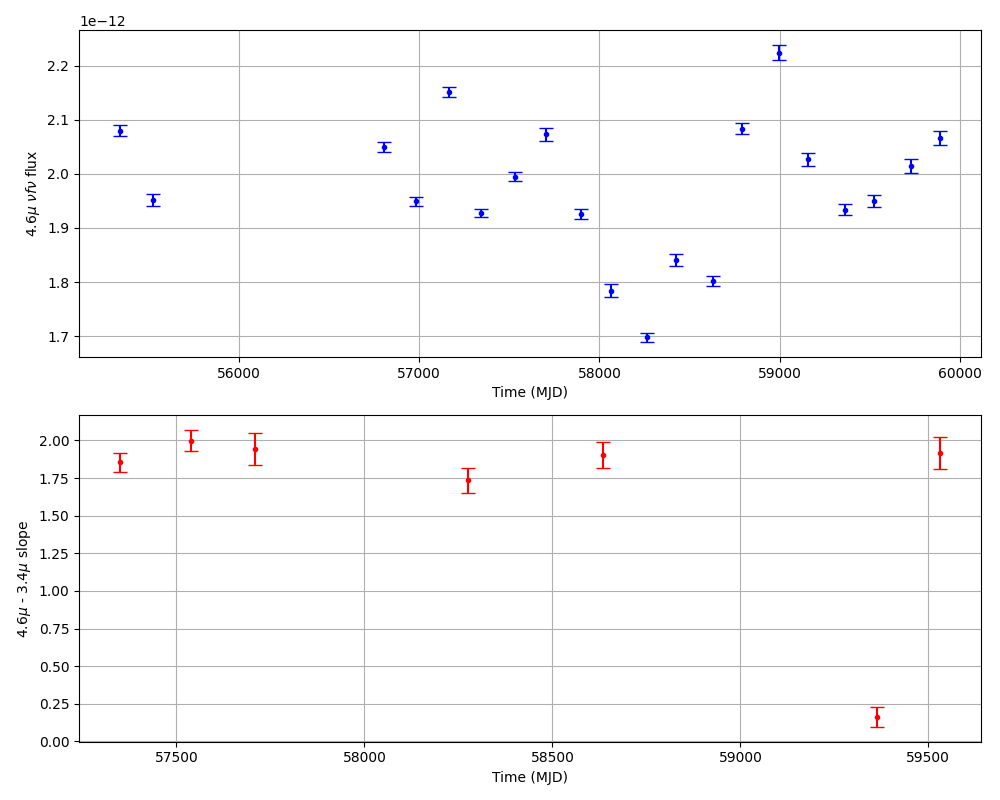 1e−12
2.2
2.1
2.0
1.9
1.8
1.7
4.6μ νfν flux
56000 57000 58000 59000 60000
Time (MJD)
2.00
1.75
1.50
1.25
1.00
0.75
0.50
0.25
0.00
4.6μ - 3.4μ slope
57500 58000 58500 59000 59500
Time (MJD)